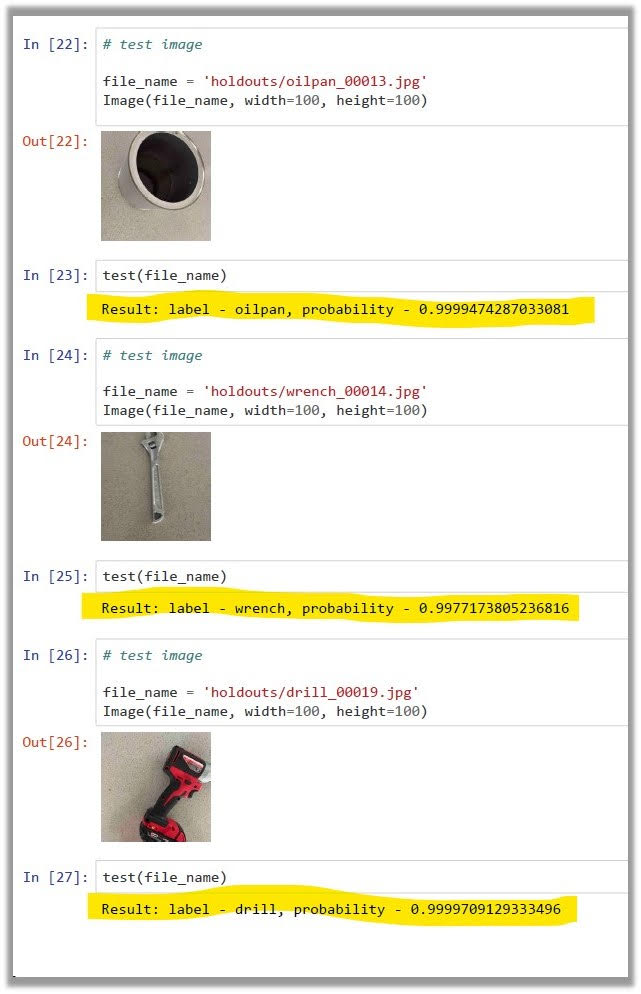 In [22]: # test image
file_name = 'holdouts/oilpan_00013.jpg'
Image(file_name, width=100, height=100)
Out[22]:
In [23]: test(file_name)
Result: label - oilpan, probability - 0.9999474287033081
In [24]: # test image
file_name = 'holdouts/wrench_00014.jpg'
Image(file_name, width=100, height=100)
Out[24]:
In [25]: test(file_name)
Result: label - wrench, probability - 0.9977173805236816
In [26]: # test image
file_name = 'holdouts/drill_00019.jpg'
Image(file_name, width=100, height=100)
Out[26]:
In [27]: test(file_name)
Result: label - drill, probability - 0.9999709129333496